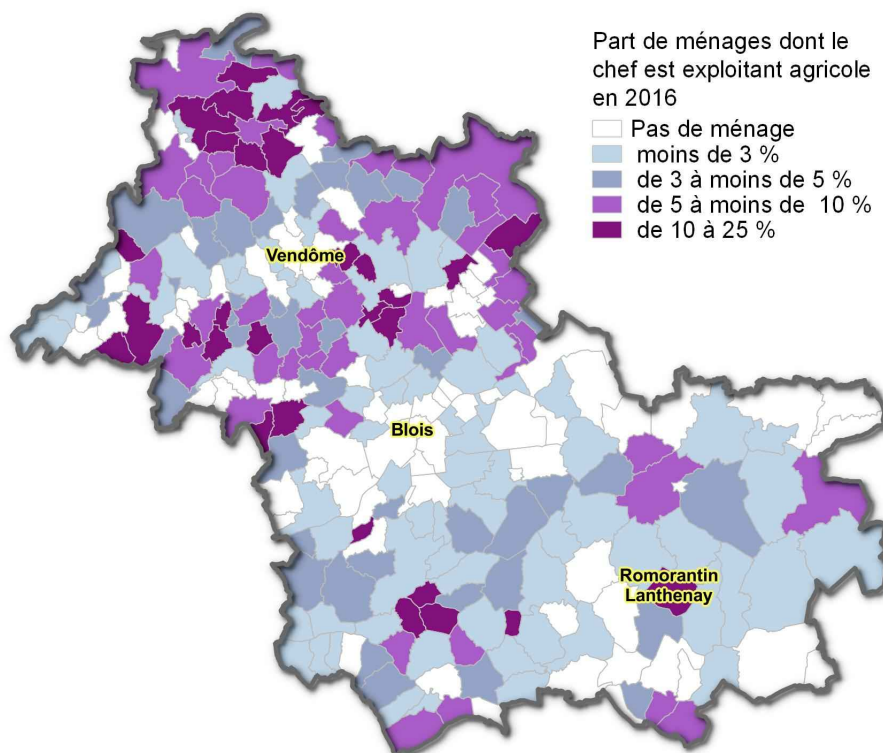 Part de ménages dont le
chef est exploitant agricole
en 2016
Pas de ménage
moins de 3 %
de 3 à moins de 5 %
de 5 à moins de 10 %
de 10 à 25 %
Vendôme
Blois
Romorantin
Lanthenay